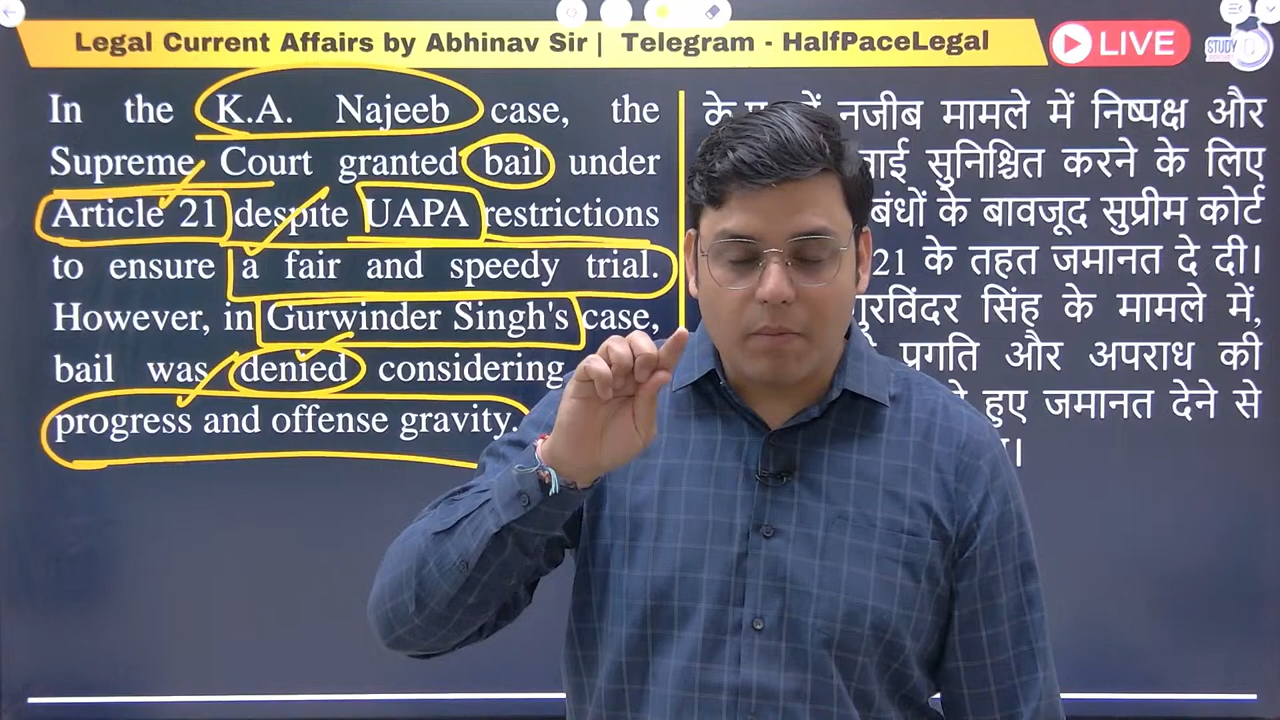 Legal Current Affairs by Abhinav Sir | Telegram - HalfPaceLegal
LIVE
STUDY
In the K.A. Najeeb case, the
Supreme Court granted bail under
Article 21 despite UAPA restrictions
to ensure a fair and speedy trial.
However, in Gurwinder Singh's case,
bail was denied considering
progress and offense gravity.
नजीब मामले में निष्पक्ष और
सुनिश्चित करने के लिए
के बावजूद सुप्रीम कोर्ट
21 के तहत जमानत दे दी।
गुरविंदर सिंह के मामले में,
प्रगति और अपराध की
हुए जमानत देने से